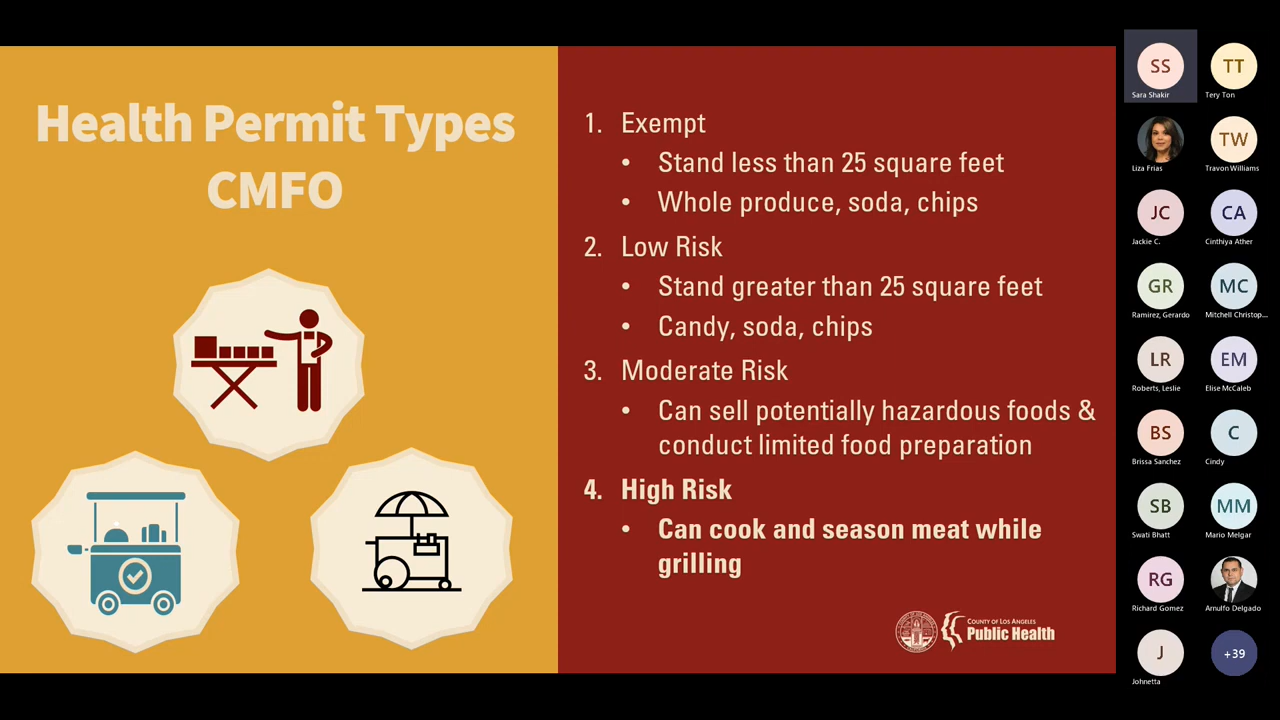 Health Permit Types
CMFO
1. Exempt
• Stand less than 25 square feet
• Whole produce, soda, chips
2. Low Risk
• Stand greater than 25 square feet
• Candy, soda, chips
3. Moderate Risk
• Can sell potentially hazardous foods &
conduct limited food preparation
4. High Risk
• Can cook and season meat while
grilling
COUNTY OF LOS ANGELES
Public Health
SS
Sara Shakir
TT
Tery Ton
Liza Frias
TW
Travon Williams
JC
Jackie C.
CA
Cinthiya Ather
GR
Ramirez, Gerardo
MC
Mitchell Christop...
LR
Roberts, Leslie
EM
Elise McCaleb
BS
Brissa Sanchez
C
Cindy
SB
Swati Bhatt
MM
Mario Melgar
RG
Richard Gomez
Arnulfo Delgado
J
Johnetta
+39